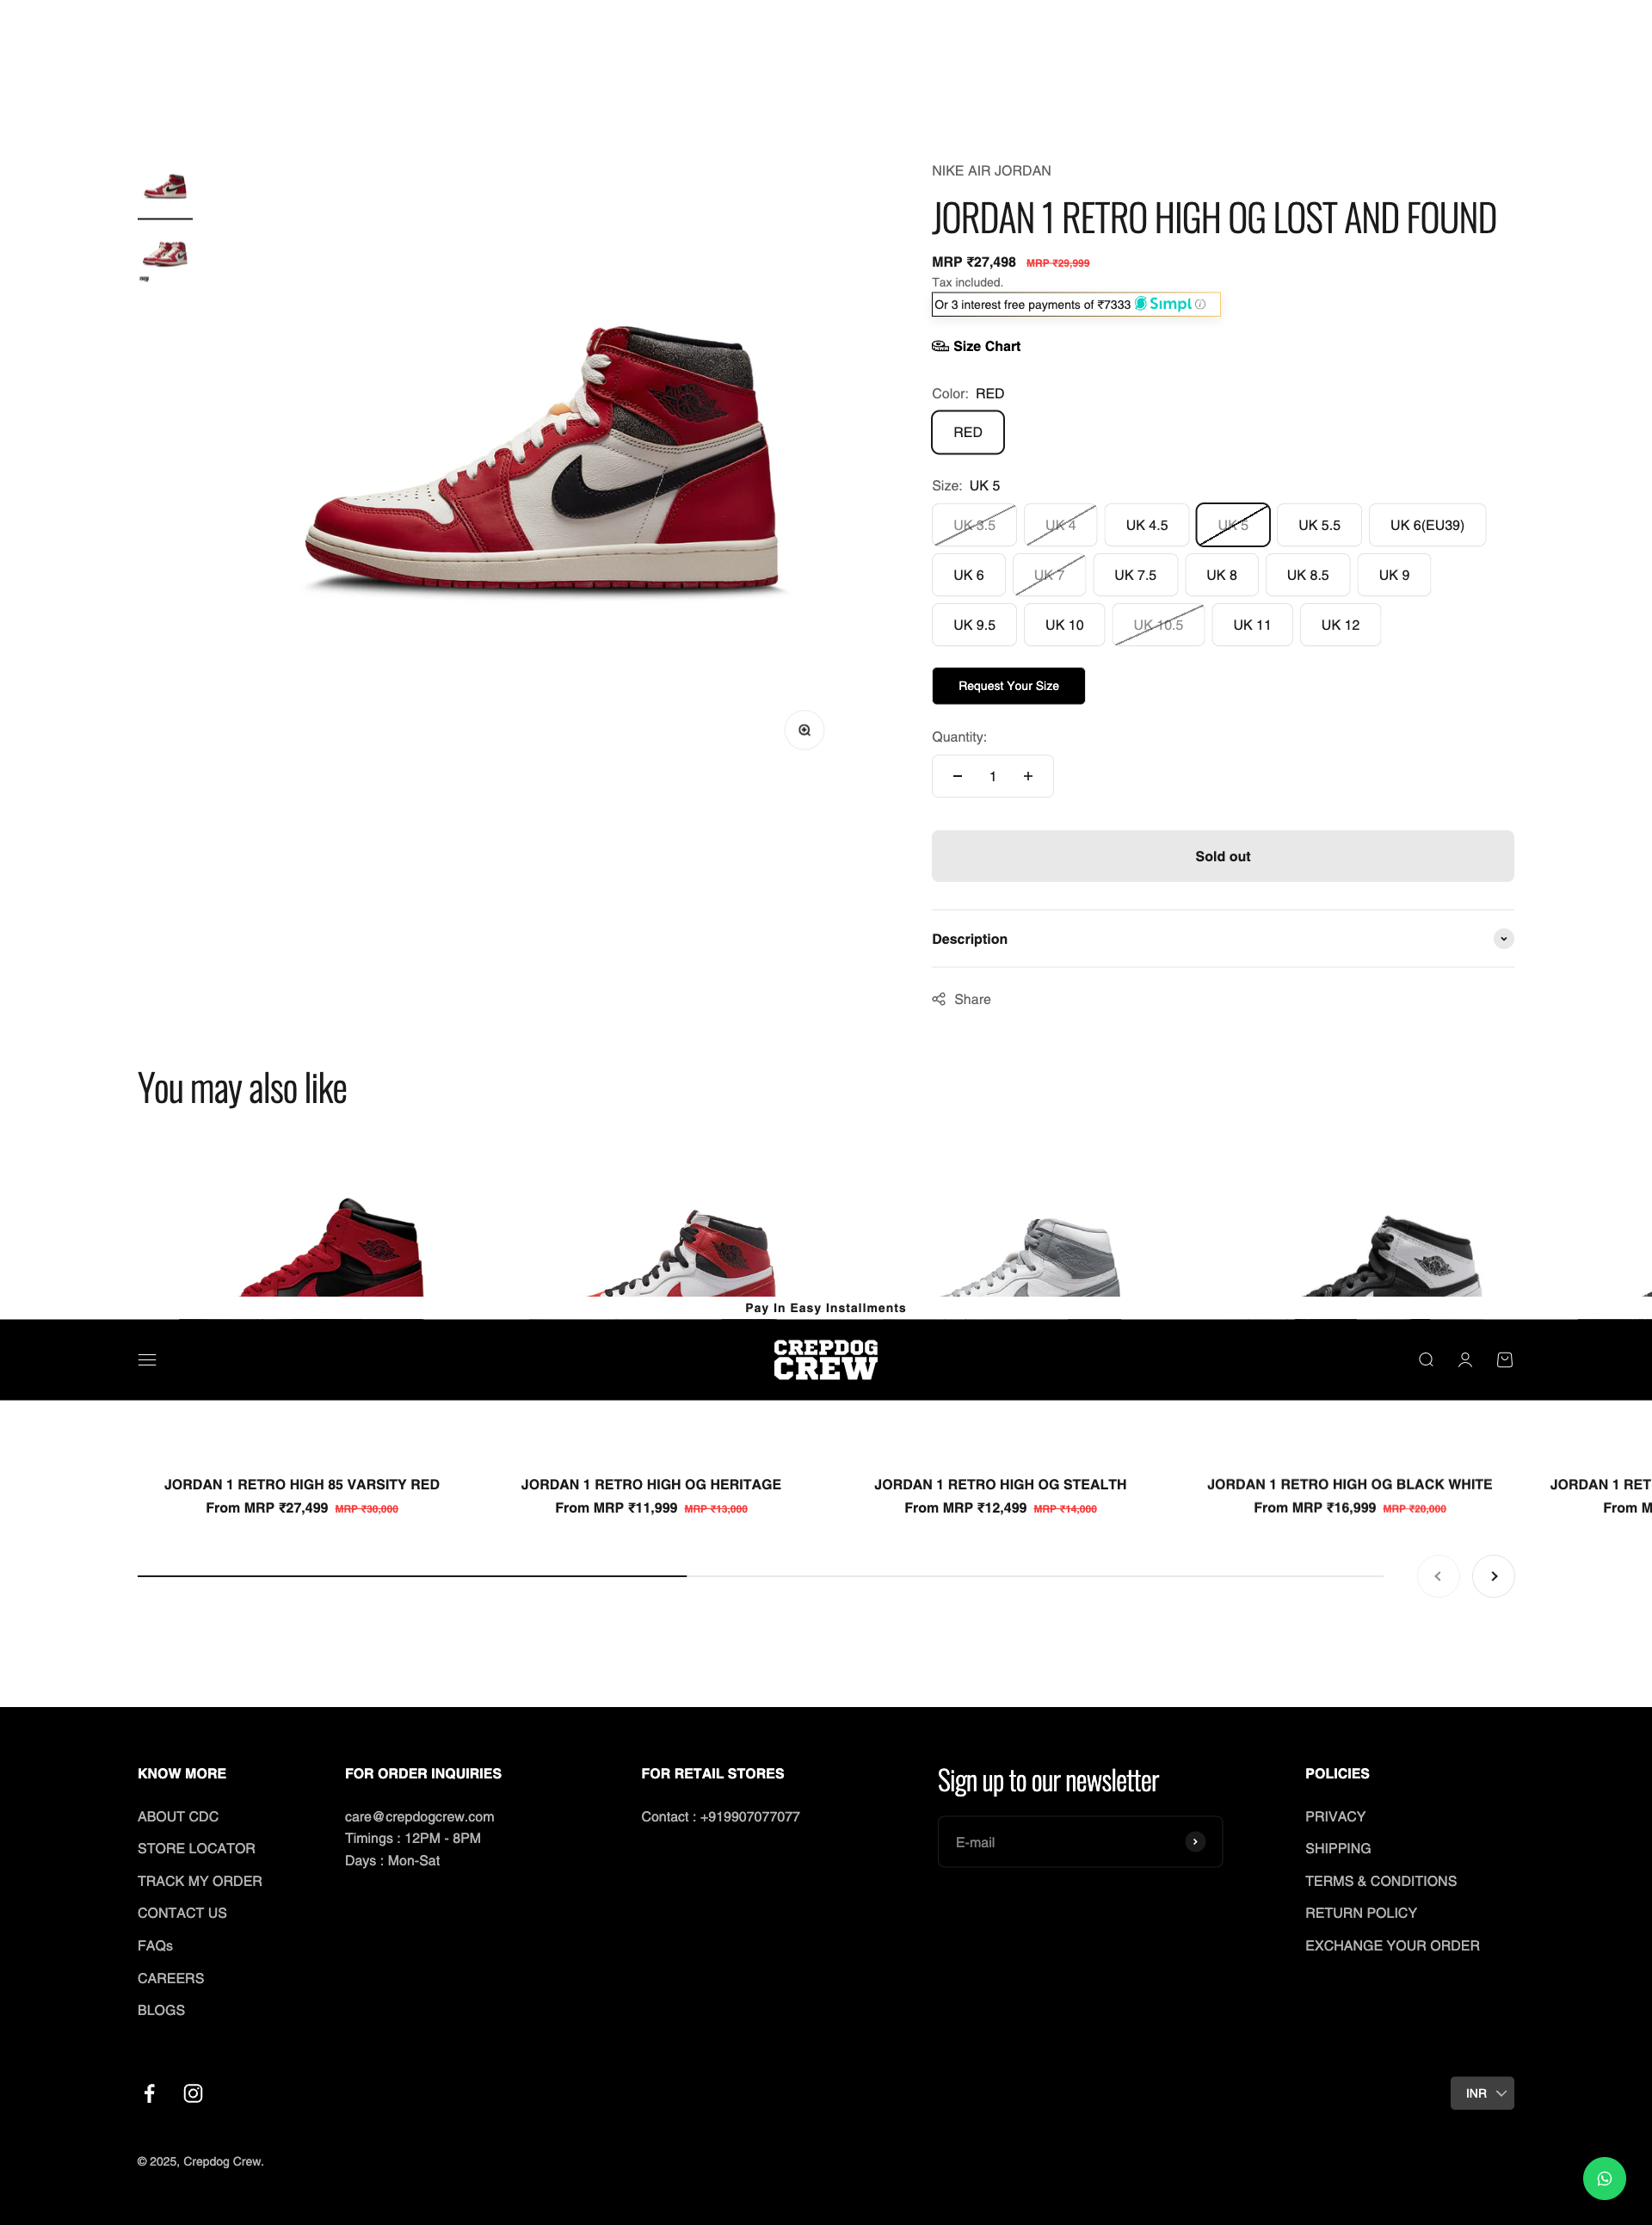 NIKE AIR JORDAN
JORDAN 1 RETRO HIGH OG LOST AND FOUND
MRP ₹27,498 MRP ₹29,999
Tax included.
Or 3 interest free payments of ₹7333 Simpl
Size Chart
Color: RED
RED
Size: UK 5
UK 3.5 UK 4 UK 4.5 UK 5 UK 5.5 UK 6(EU39)
UK 6 UK 7 UK 7.5 UK 8 UK 8.5 UK 9
UK 9.5 UK 10 UK 10.5 UK 11 UK 12
Request Your Size
Quantity:
1
Sold out
Description
Share
You may also like
Pay In Easy Installments
CREPDOG
CREW
JORDAN 1 RETRO HIGH 85 VARSITY RED
From MRP ₹27,499 MRP ₹30,000
JORDAN 1 RETRO HIGH OG HERITAGE
From MRP ₹11,999 MRP ₹13,000
JORDAN 1 RETRO HIGH OG STEALTH
From MRP ₹12,499 MRP ₹14,000
JORDAN 1 RETRO HIGH OG BLACK WHITE
From MRP ₹16,999 MRP ₹20,000
JORDAN 1 RET
From M
KNOW MORE
ABOUT CDC
STORE LOCATOR
TRACK MY ORDER
CONTACT US
FAQs
CAREERS
BLOGS
FOR ORDER INQUIRIES
care@crepdogcrew.com
Timings : 12PM - 8PM
Days : Mon-Sat
FOR RETAIL STORES
Contact : +919907077077
Sign up to our newsletter
E-mail
POLICIES
PRIVACY
SHIPPING
TERMS & CONDITIONS
RETURN POLICY
EXCHANGE YOUR ORDER
INR
© 2025, Crepdog Crew.